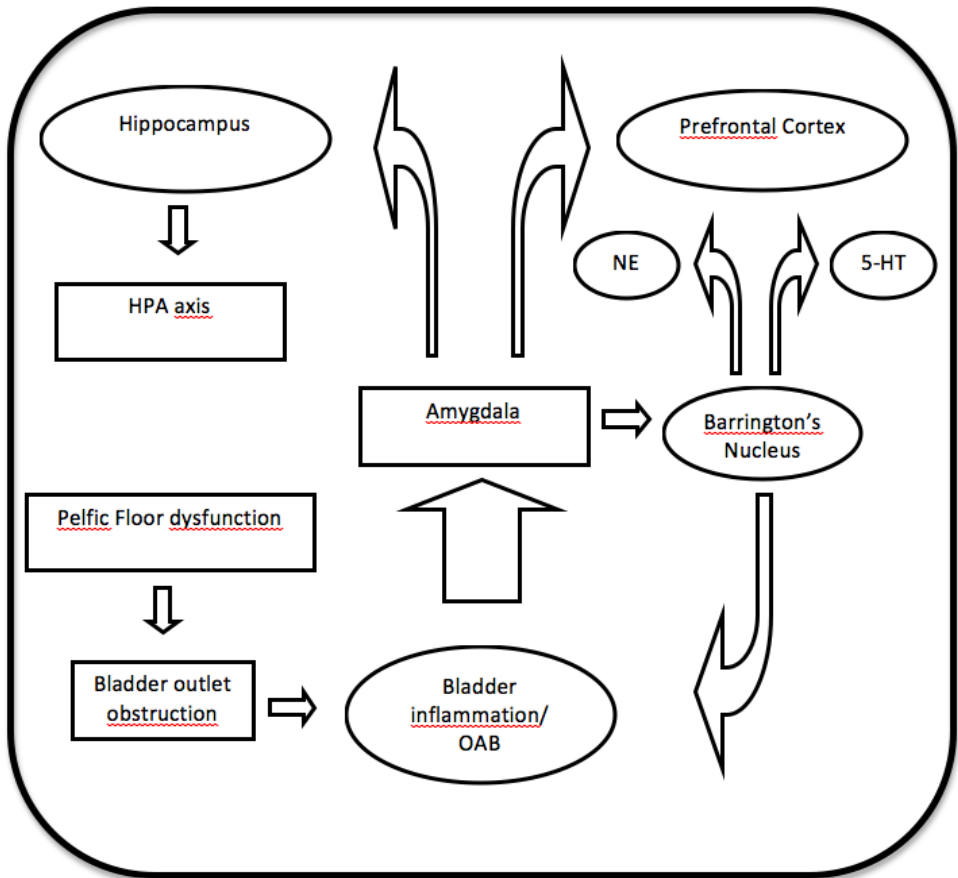 Hippocampus
Prefrontal Cortex
NE
5-HT
HPA axis
Amygdala
Barrington's
Nucleus
Pelfic Floor dysfunction
Bladder outlet
obstruction
Bladder
inflammation/
OAB